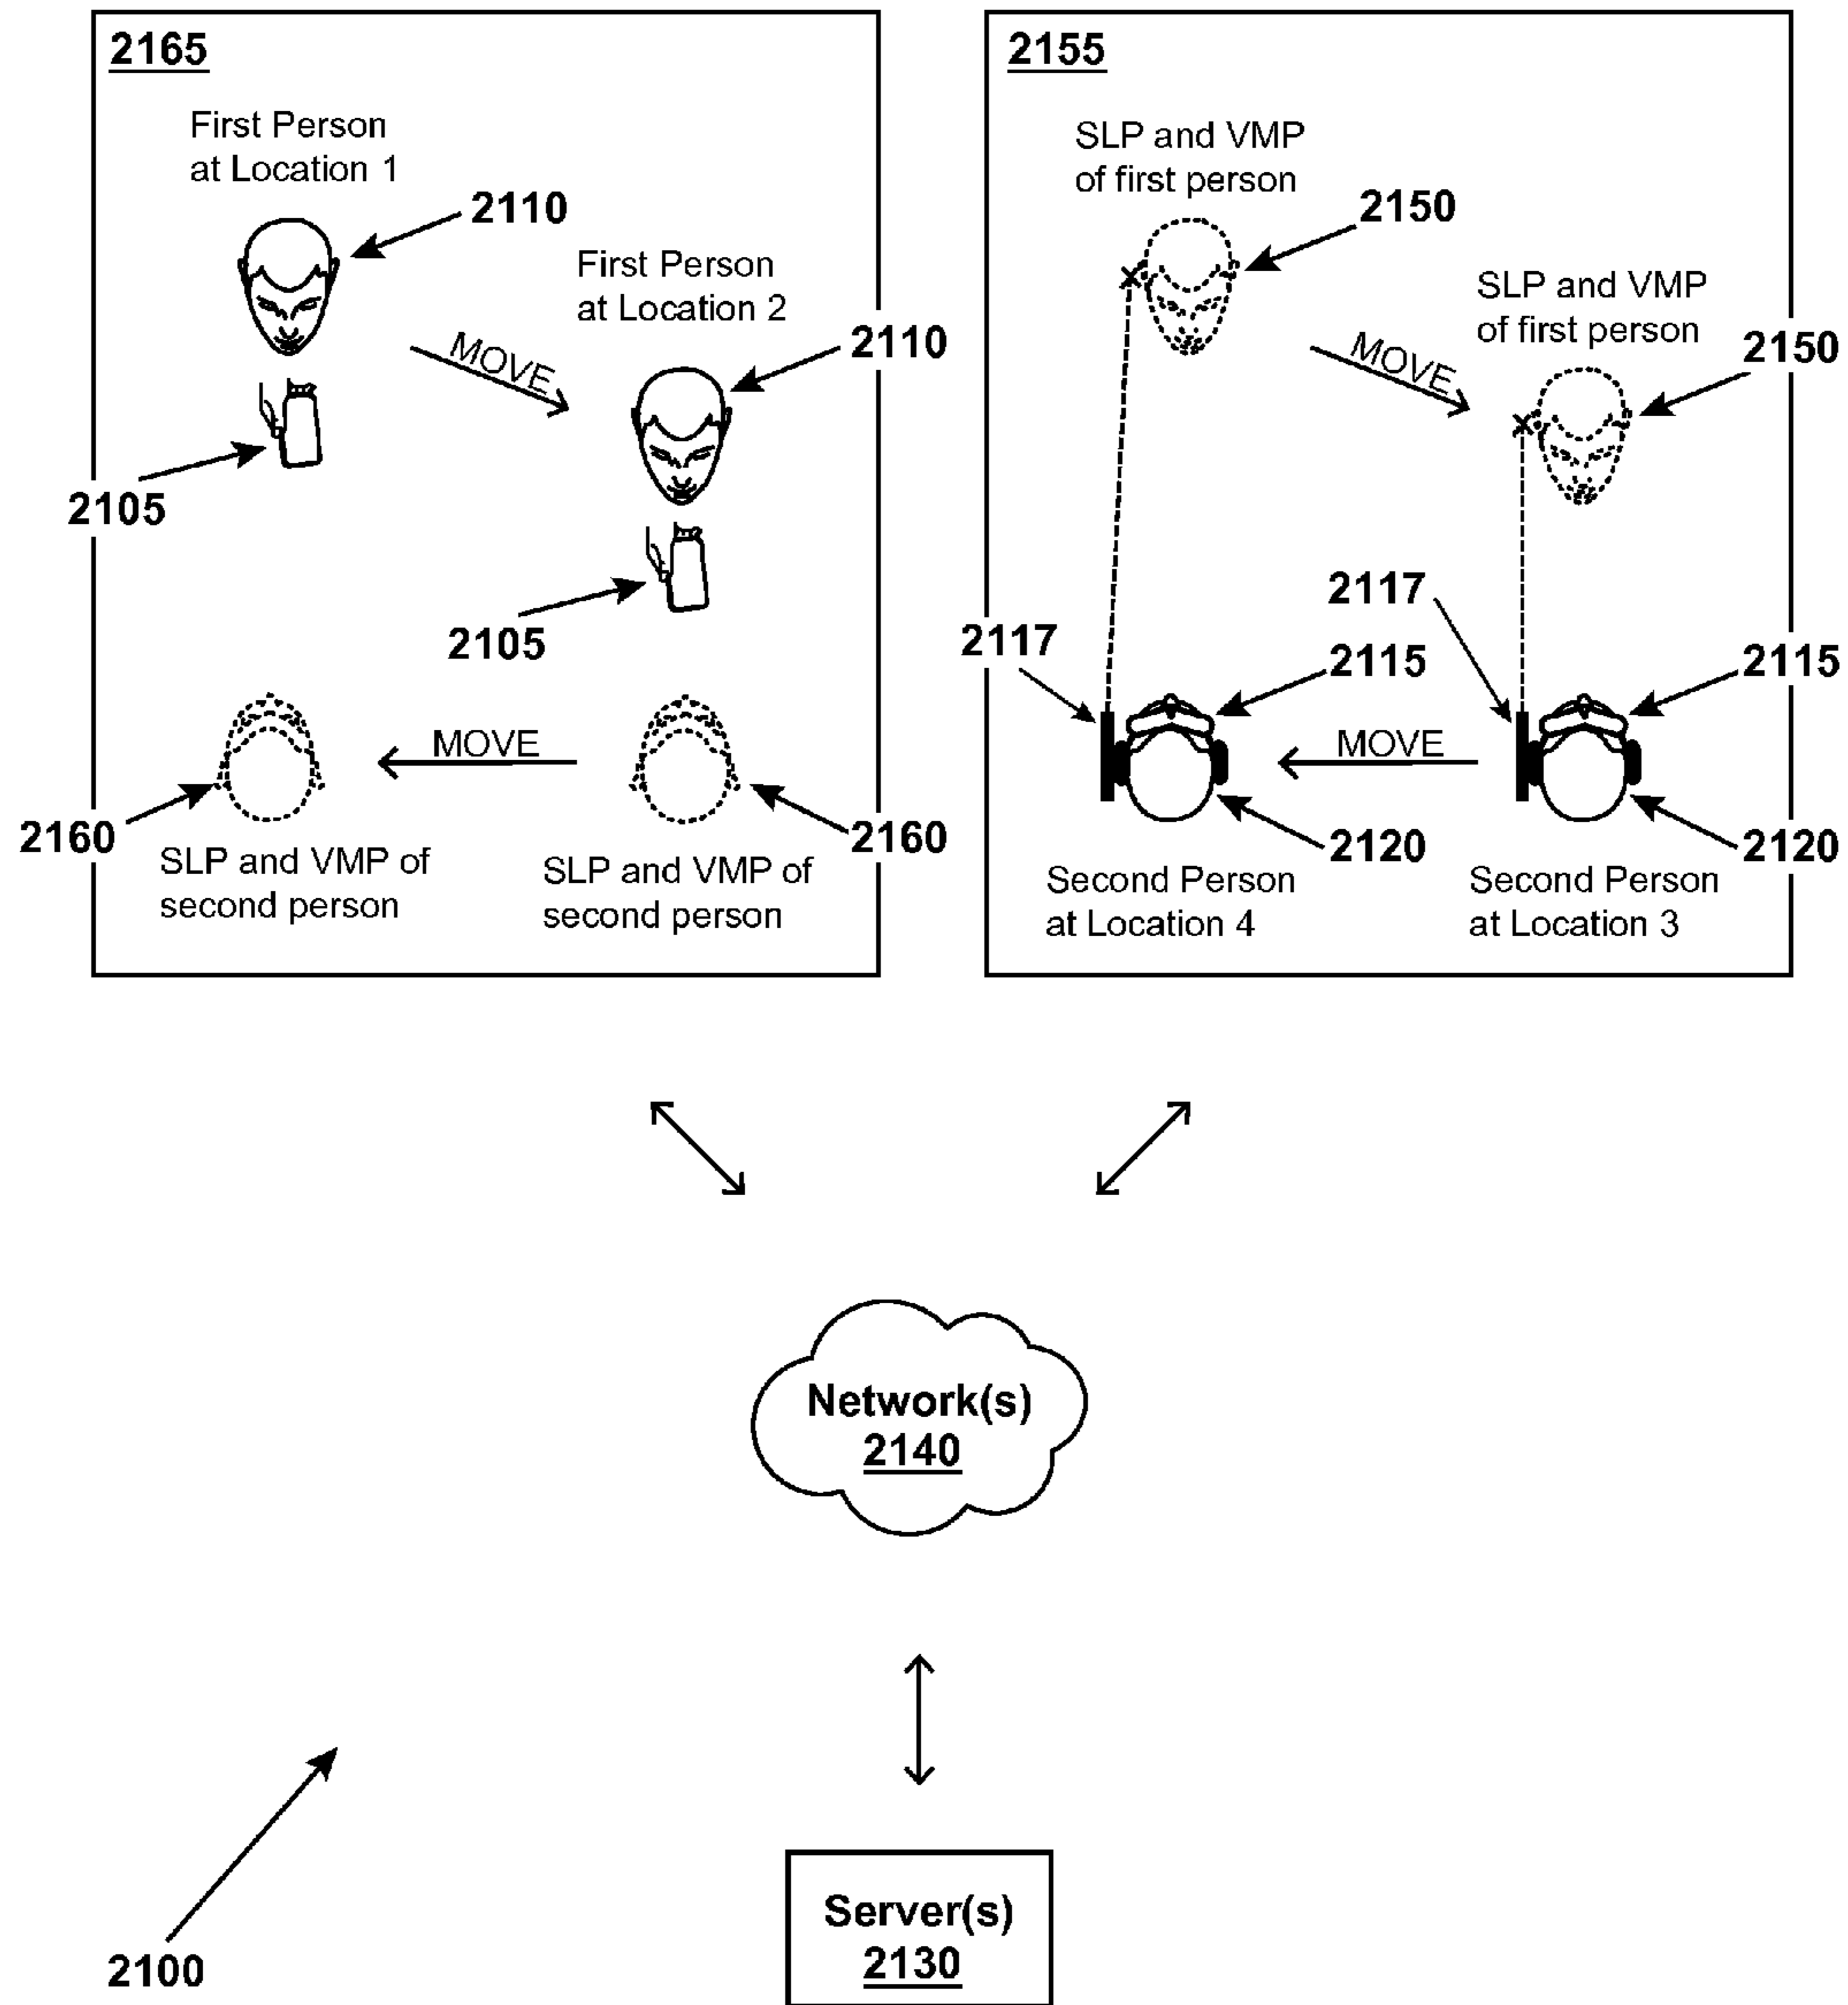 2165
First Person
at Location 1
2110
First Person
at Location 2
2110
MOVE
2105
2105
MOVE
2160
2160
SLP and VMP of
second person
SLP and VMP of
second person
2155
SLP and VMP
of first person
2150
SLP and VMP
of first person
2150
MOVE
2117
2117
2115
2115
MOVE
2120
2120
Second Person
at Location 4
Second Person
at Location 3
Network(s)
2140
Server(s)
2130
2100